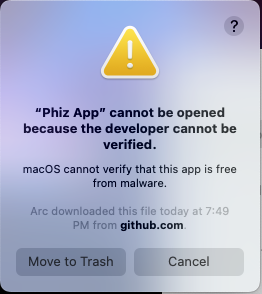 ?
“Phiz App” cannot be opened
because the developer cannot be
verified.
macOS cannot verify that this app is free
from malware.
Arc downloaded this file today at 7:49
PM from github.com.
Move to Trash
Cancel